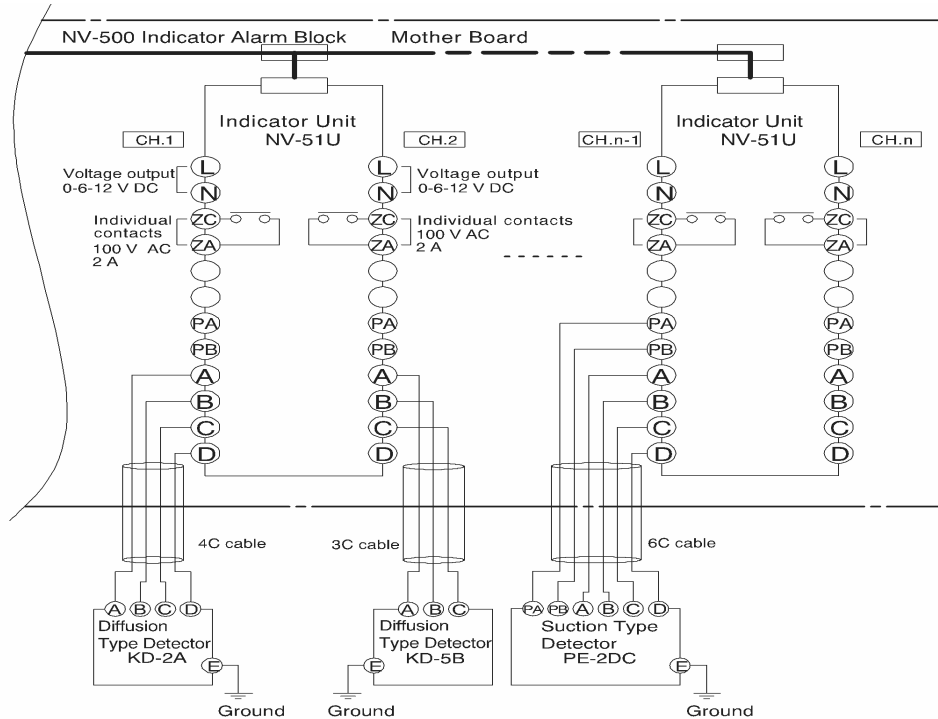 NV-500 Indicator Alarm Block
Mother Board
Indicator Unit
NV-51U
CH.1
CH.2
Voltage output
0-6-12 V DC
Individual
contacts
100 V AC
2 A
L
N
ZC
ZA
PA
PB
A
B
C
D
L
N
ZC
ZA
PA
PB
A
B
C
D
Voltage output
0-6-12 V DC
Individual contacts
100 V AC
2 A
Indicator Unit
NV-51U
CH.n-1
CH.n
L
N
ZC
ZA
PA
PB
A
B
C
D
L
N
ZC
ZA
PA
PB
A
B
C
D
4C cable
3C cable
6C cable
A B C D
Diffusion
Type Detector
KD-2A
E
Ground
A B C
Diffusion
Type Detector
KD-5B
E
Ground
PA PB A B C D
Suction Type
Detector
PE-2DC
E
Ground